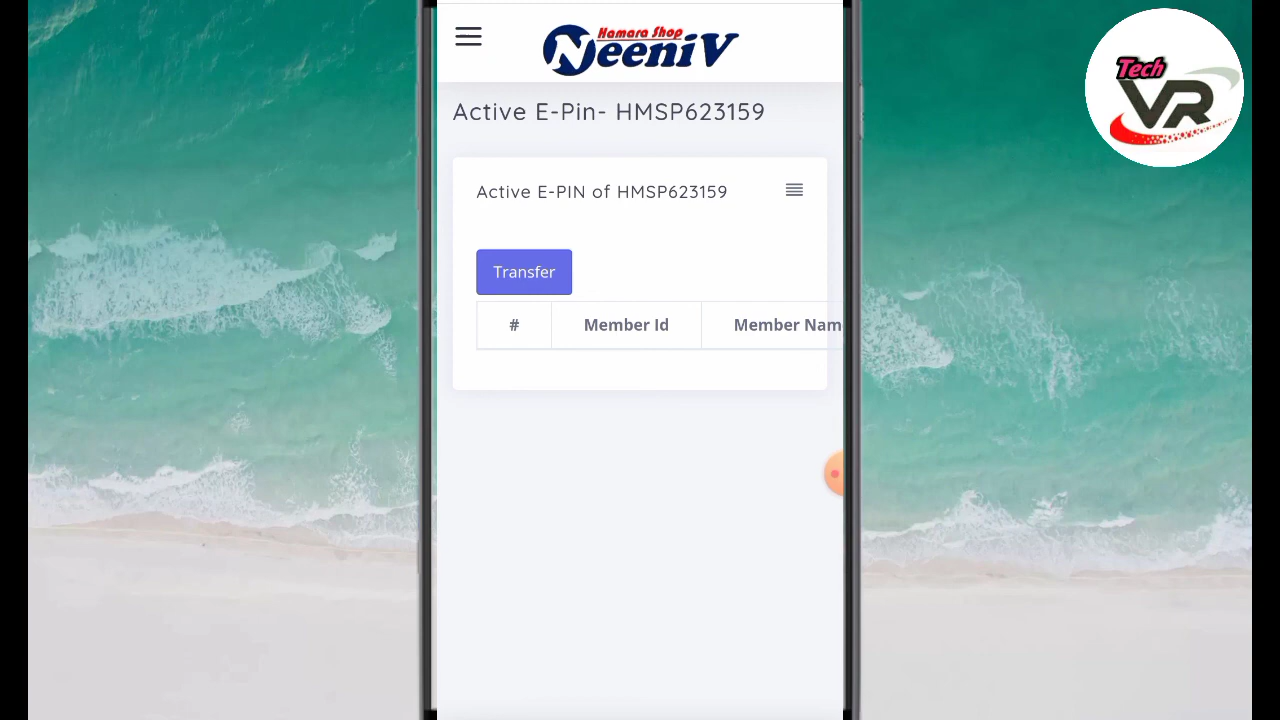 Hamara Shop
NeeniV
Tech
VR
Active E-Pin- HMSP623159
Active E-PIN of HMSP623159
Transfer
# Member Id Member Nam